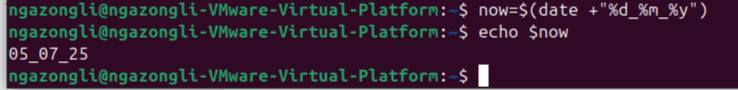 ngazongli@ngazongli-VMware-Virtual-Platform:~$ now=$(date +"%d_%m_%y")
ngazongli@ngazongli-VMware-Virtual-Platform:~$ echo $now
05_07_25
ngazongli@ngazongli-VMware-Virtual-Platform:~$